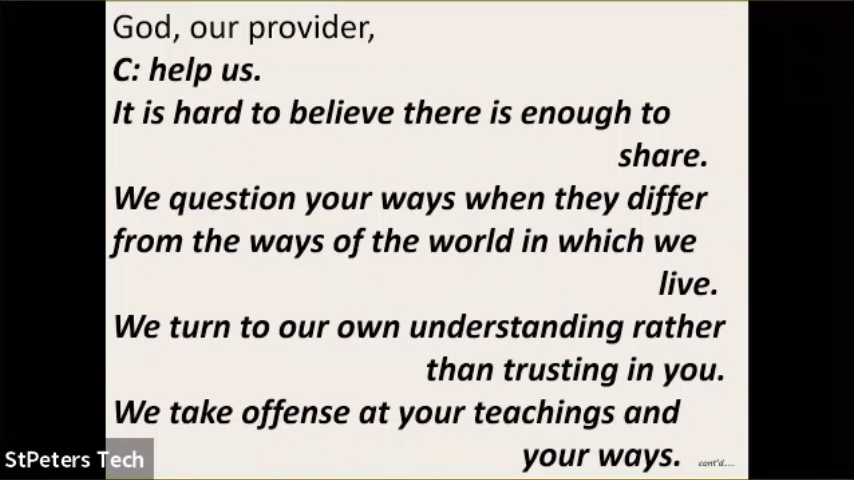 God, our provider,
C: help us.
It is hard to believe there is enough to
share.
We question your ways when they differ
from the ways of the world in which we
live.
We turn to our own understanding rather
than trusting in you.
We take offense at your teachings and
your ways. cont'd....
StPeters Tech